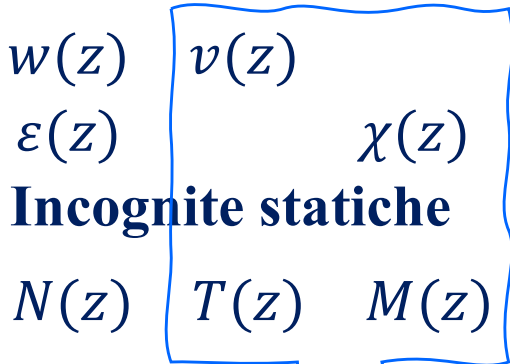 w(z) v(z)
ε(z) χ(z)
Incognite statiche
N(z) T(z) M(z)